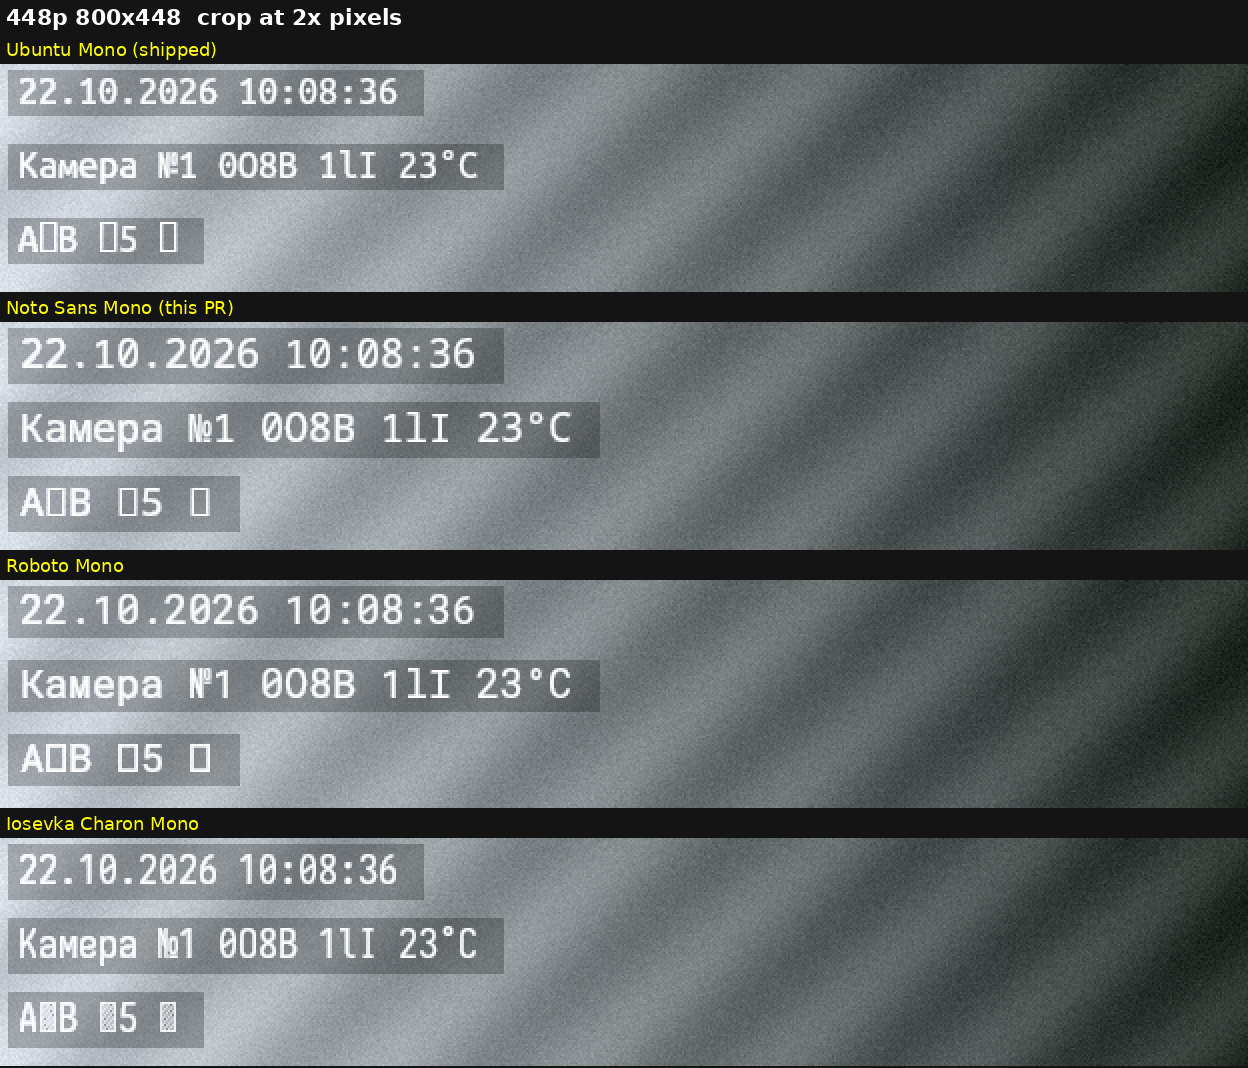 448p 800x448 crop at 2x pixels
Ubuntu Mono (shipped)
22.10.2026 10:08:36
Камера №1 0O8B 1lI 23°C
A□B □5 □
Noto Sans Mono (this PR)
22.10.2026 10:08:36
Камера №1 0O8B 1lI 23°C
A□B □5 □
Roboto Mono
22.10.2026 10:08:36
Камера №1 0O8B 1lI 23°C
A□B □5 □
Iosevka Charon Mono
22.10.2026 10:08:36
Камера №1 0O8B 1lI 23°C
A▨B ▨5 ▨